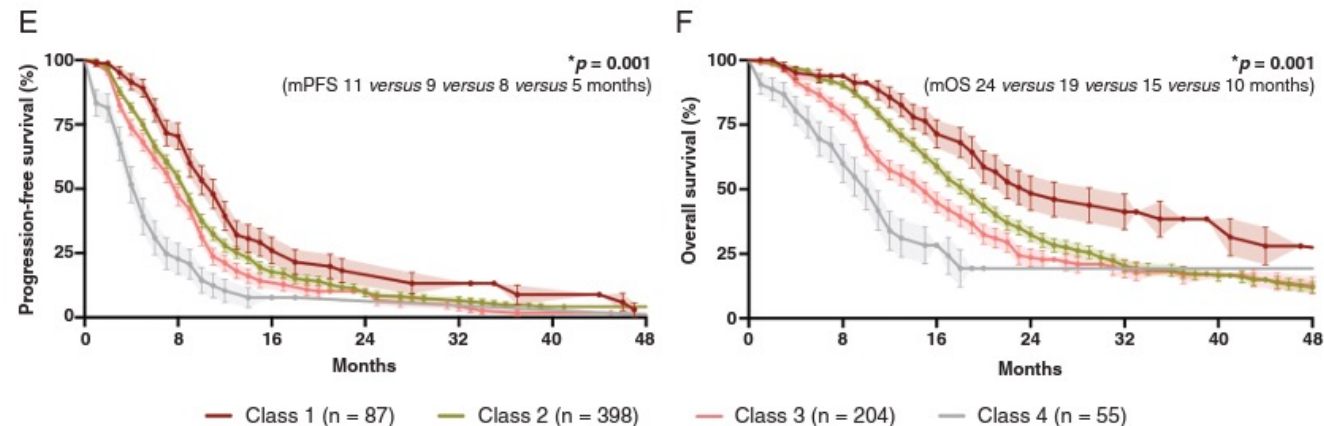 E
*p = 0.001
(mPFS 11 versus 9 versus 8 versus 5 months)
Progression-free survival (%)
100
75
50
25
0
0 8 16 24 32 40 48
Months
F
*p = 0.001
(mOS 24 versus 19 versus 15 versus 10 months)
Overall survival (%)
100
75
50
25
0
0 8 16 24 32 40 48
Months
Class 1 (n = 87) Class 2 (n = 398) Class 3 (n = 204) Class 4 (n = 55)